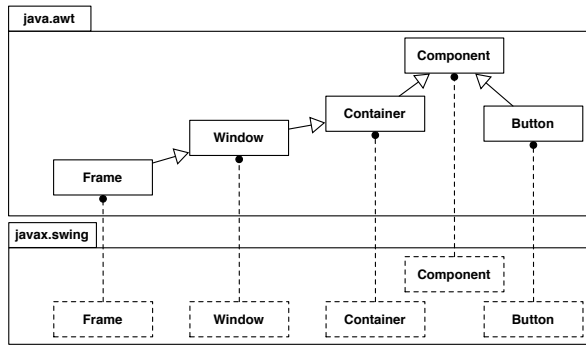 java.awt
Component
Container
Button
Window
Frame
javax.swing
Component
Frame
Window
Container
Button